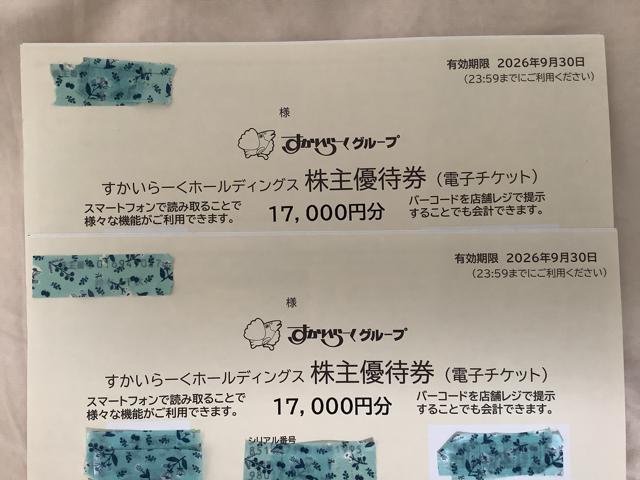 有効期限 2026年9月30日
(23:59までにご利用ください)
様
すかいらーくグループ
すかいらーくホールディングス 株主優待券 (電子チケット)
スマートフォンで読み取ることで
様々な機能がご利用できます。
17,000円分
バーコードを店舗レジで提示
することでも会計できます。
有効期限 2026年9月30日
(23:59までにご利用ください)
様
すかいらーくグループ
すかいらーくホールディングス 株主優待券 (電子チケット)
スマートフォンで読み取ることで
様々な機能がご利用できます。
17,000円分
バーコードを店舗レジで提示
することでも会計できます。
シリアル番号